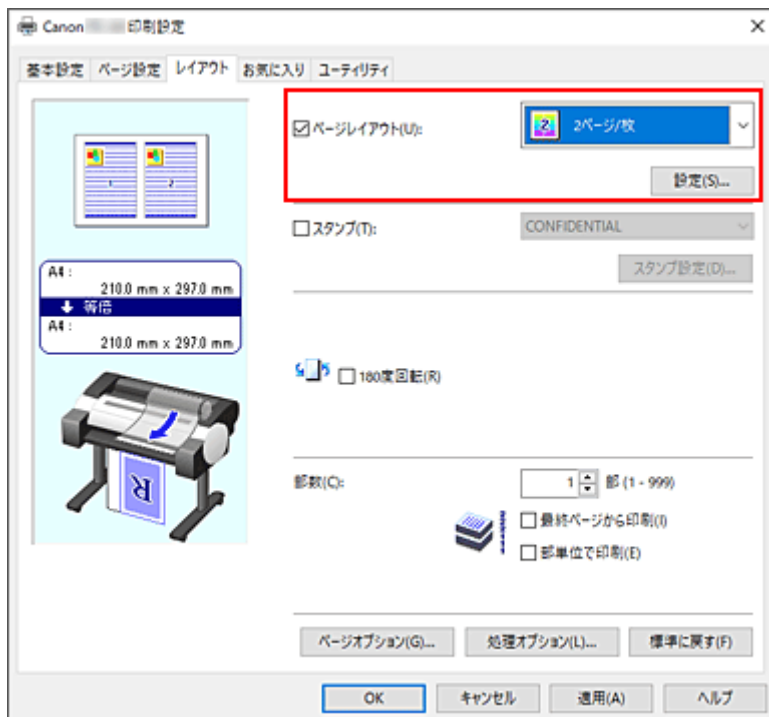 Canon 印刷設定
基本設定 ページ設定 レイアウト お気に入り ユーティリティ
ページレイアウト(U):
2
2ページ/枚
設定(S)...
1 2
スタンプ(T):
CONFIDENTIAL
スタンプ設定(D)...
A4 :
210.0 mm x 297.0 mm
等倍
A4 :
210.0 mm x 297.0 mm
180度回転(R)
R
部数(C):
1 部 (1 - 999)
最終ページから印刷(I)
部単位で印刷(E)
ページオプション(G)... 処理オプション(L)... 標準に戻す(F)
OK キャンセル 適用(A) ヘルプ